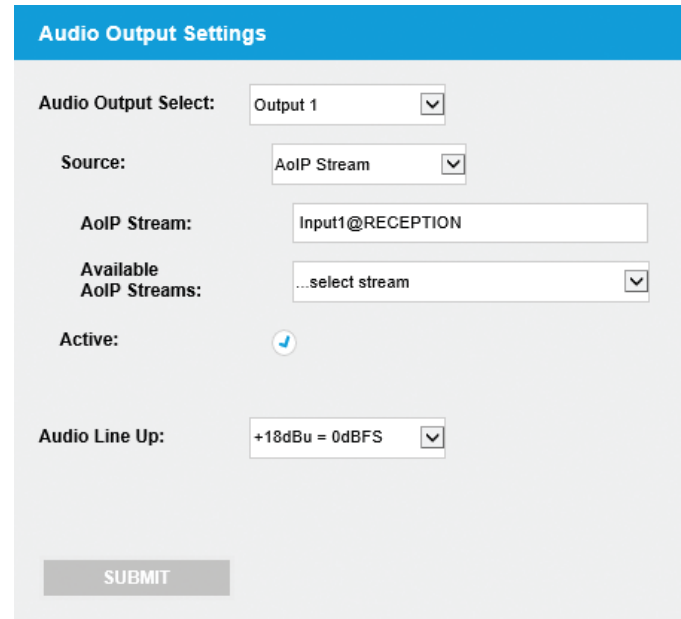 Audio Output Settings
Audio Output Select: Output 1
Source: AoIP Stream
AoIP Stream: Input1@RECEPTION
Available
AoIP Streams: ...select stream
Active:
Audio Line Up: +18dBu = 0dBFS
SUBMIT